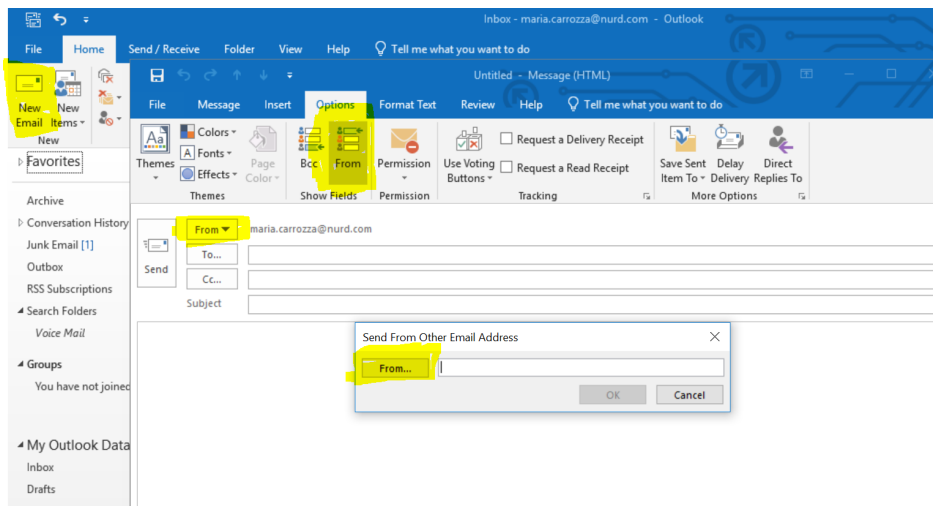 Inbox - maria.carrozza@nurd.com - Outlook
File Home Send / Receive Folder View Help Tell me what you want to do
Untitled - Message (HTML)
File Message Insert Options Format Text Review Help Tell me what you want to do
New Email
New Items
New
Favorites
Archive
Conversation History
Junk Email [1]
Outbox
RSS Subscriptions
Search Folders
Voice Mail
Groups
You have not joined
My Outlook Data
Inbox
Drafts
Aa
Themes
Colors
A Fonts
Effects
Page Color
Themes
Bcc
From
Show Fields
Permission
Permission
Use Voting Buttons
Request a Delivery Receipt
Request a Read Receipt
Tracking
Save Sent Item To
Delay Delivery
Direct Replies To
More Options
Send
From maria.carrozza@nurd.com
To...
Cc...
Subject
Send From Other Email Address
From...
OK Cancel